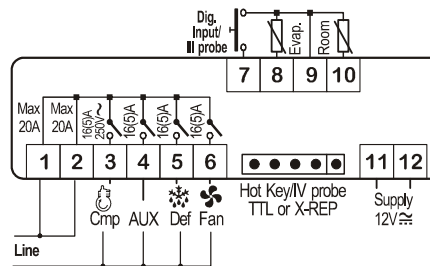 Dig.
Input/
III probe
Evap.
Room
7 8 9 10
Max
20A
Max
20A
16(5)A
250V~
16(5)A
16(5)A
16(5)A
1 2 3 4 5 6
11 12
Cmp AUX Def Fan
Hot Key/IV probe
TTL or X-REP
Supply
12V≂
Line